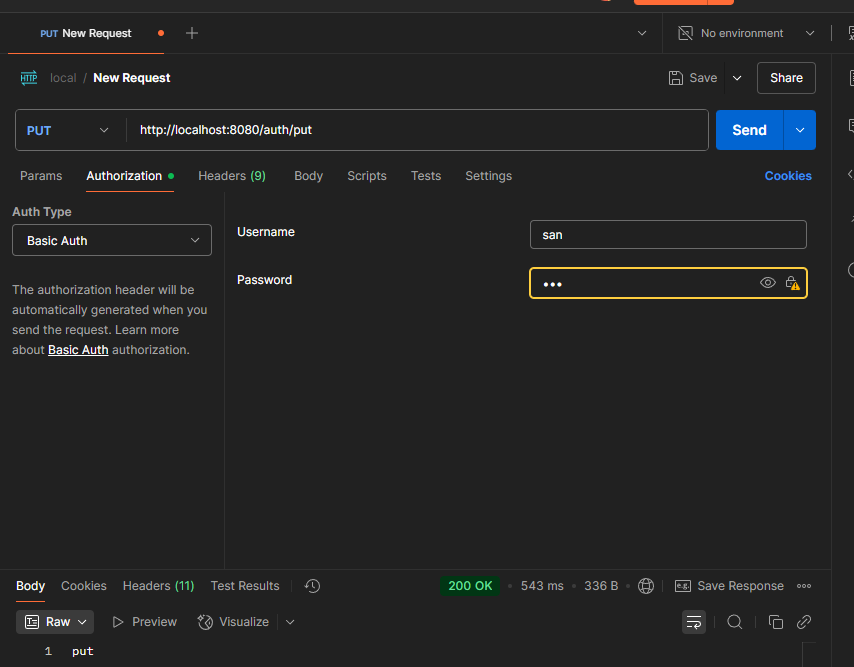 PUT New Request
No environment
HTTP local / New Request
Save
Share
PUT http://localhost:8080/auth/put
Send
Params Authorization Headers (9) Body Scripts Tests Settings
Cookies
Auth Type
Basic Auth
The authorization header will be
automatically generated when you
send the request. Learn more
about Basic Auth authorization.
Username
san
Password
•••
Body Cookies Headers (11) Test Results
200 OK • 543 ms • 336 B •
e.g. Save Response
Raw Preview Visualize
1 put